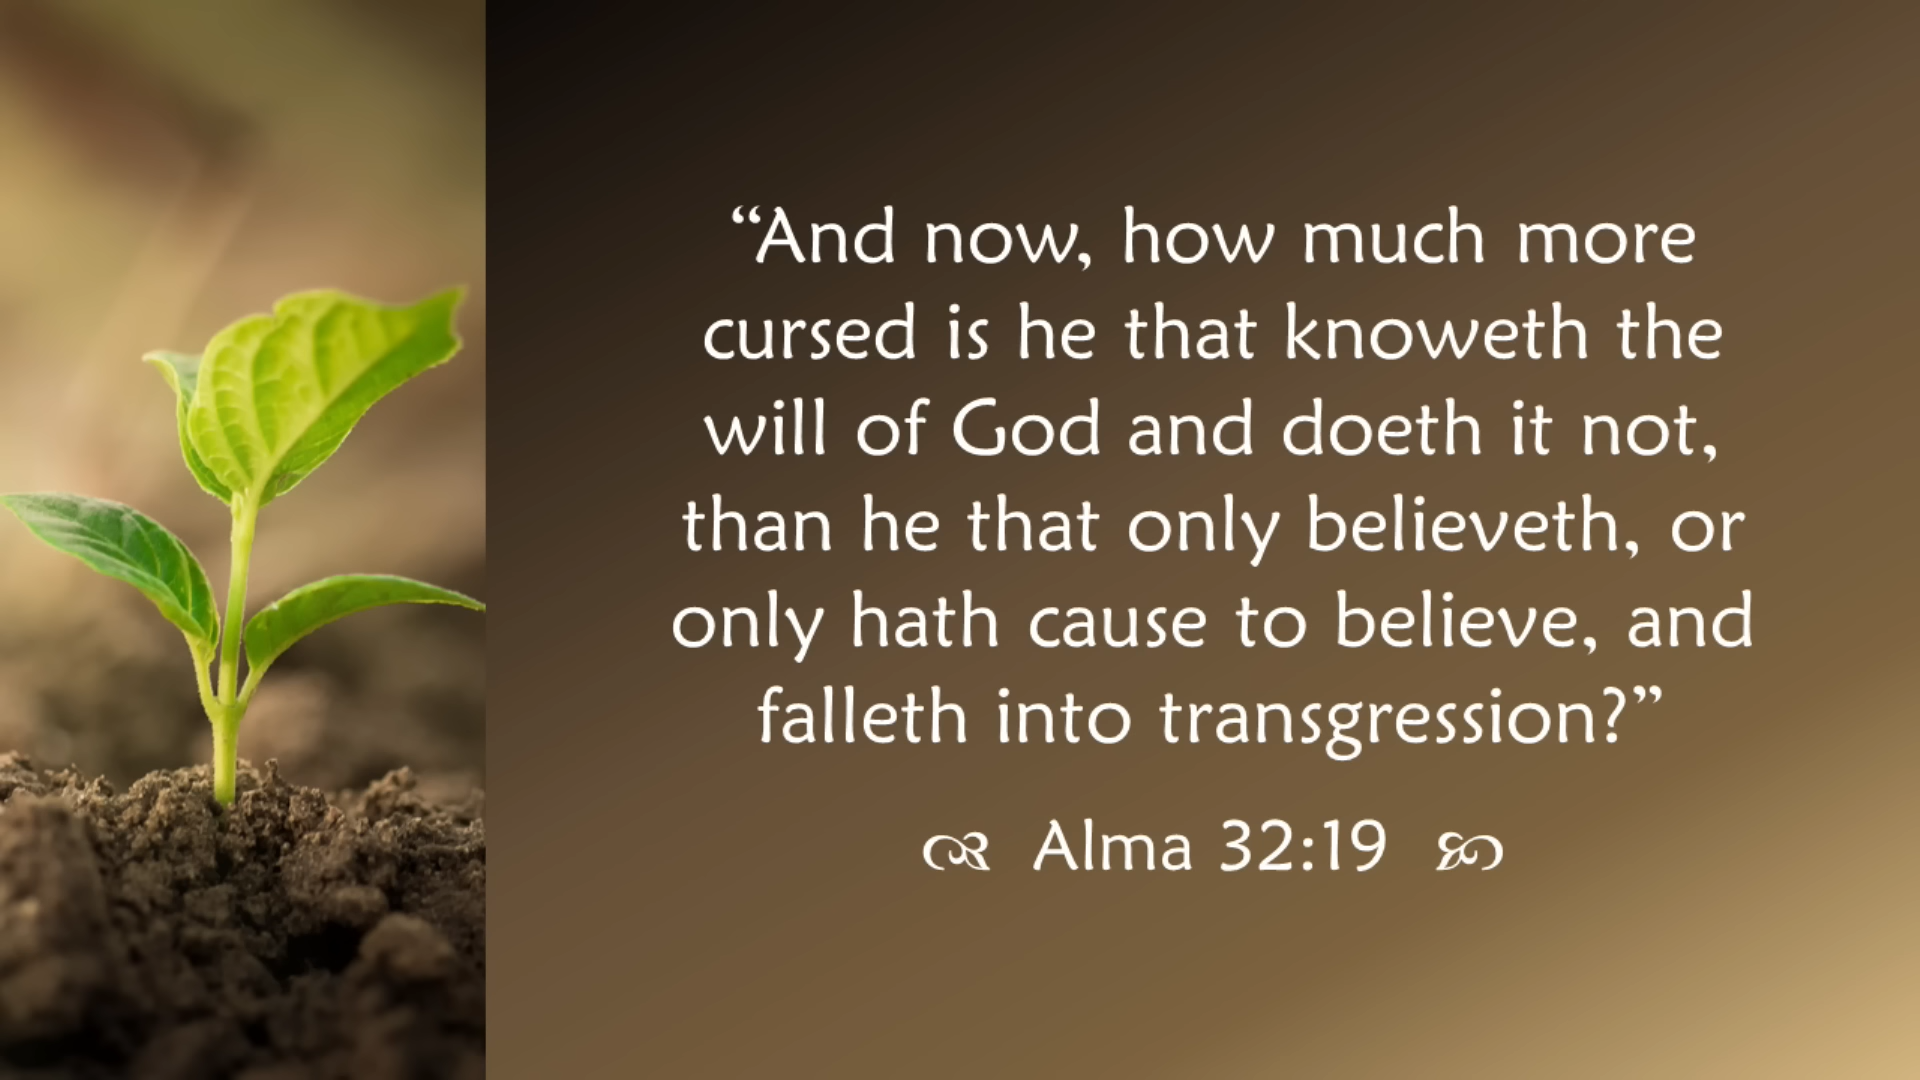 “And now, how much more
cursed is he that knoweth the
will of God and doeth it not,
than he that only believeth, or
only hath cause to believe, and
falleth into transgression?”
Alma 32:19